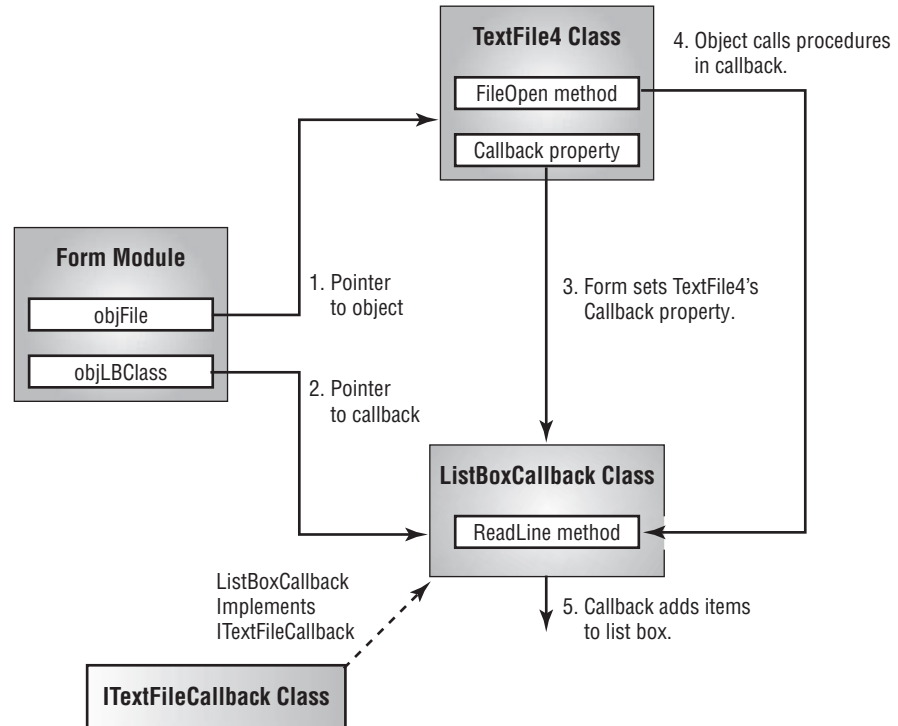 TextFile4 Class
FileOpen method
Callback property
4. Object calls procedures
in callback.
Form Module
objFile
objLBClass
1. Pointer
to object
2. Pointer
to callback
3. Form sets TextFile4's
Callback property.
ListBoxCallback Class
ReadLine method
ListBoxCallback
Implements
ITextFileCallback
5. Callback adds items
to list box.
ITextFileCallback Class